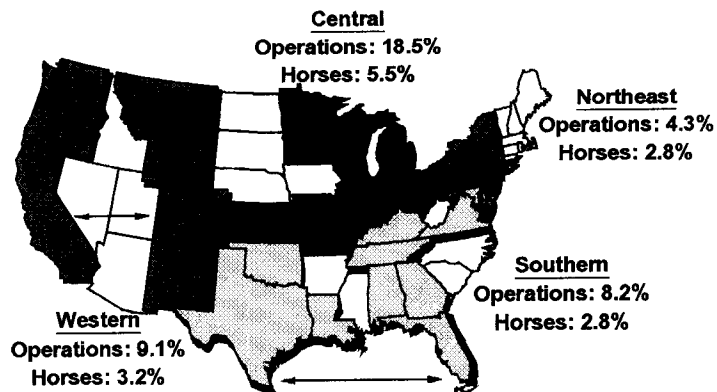 Central
Operations: 18.5%
Horses: 5.5%
Northeast
Operations: 4.3%
Horses: 2.8%
Southern
Operations: 8.2%
Horses: 2.8%
Western
Operations: 9.1%
Horses: 3.2%